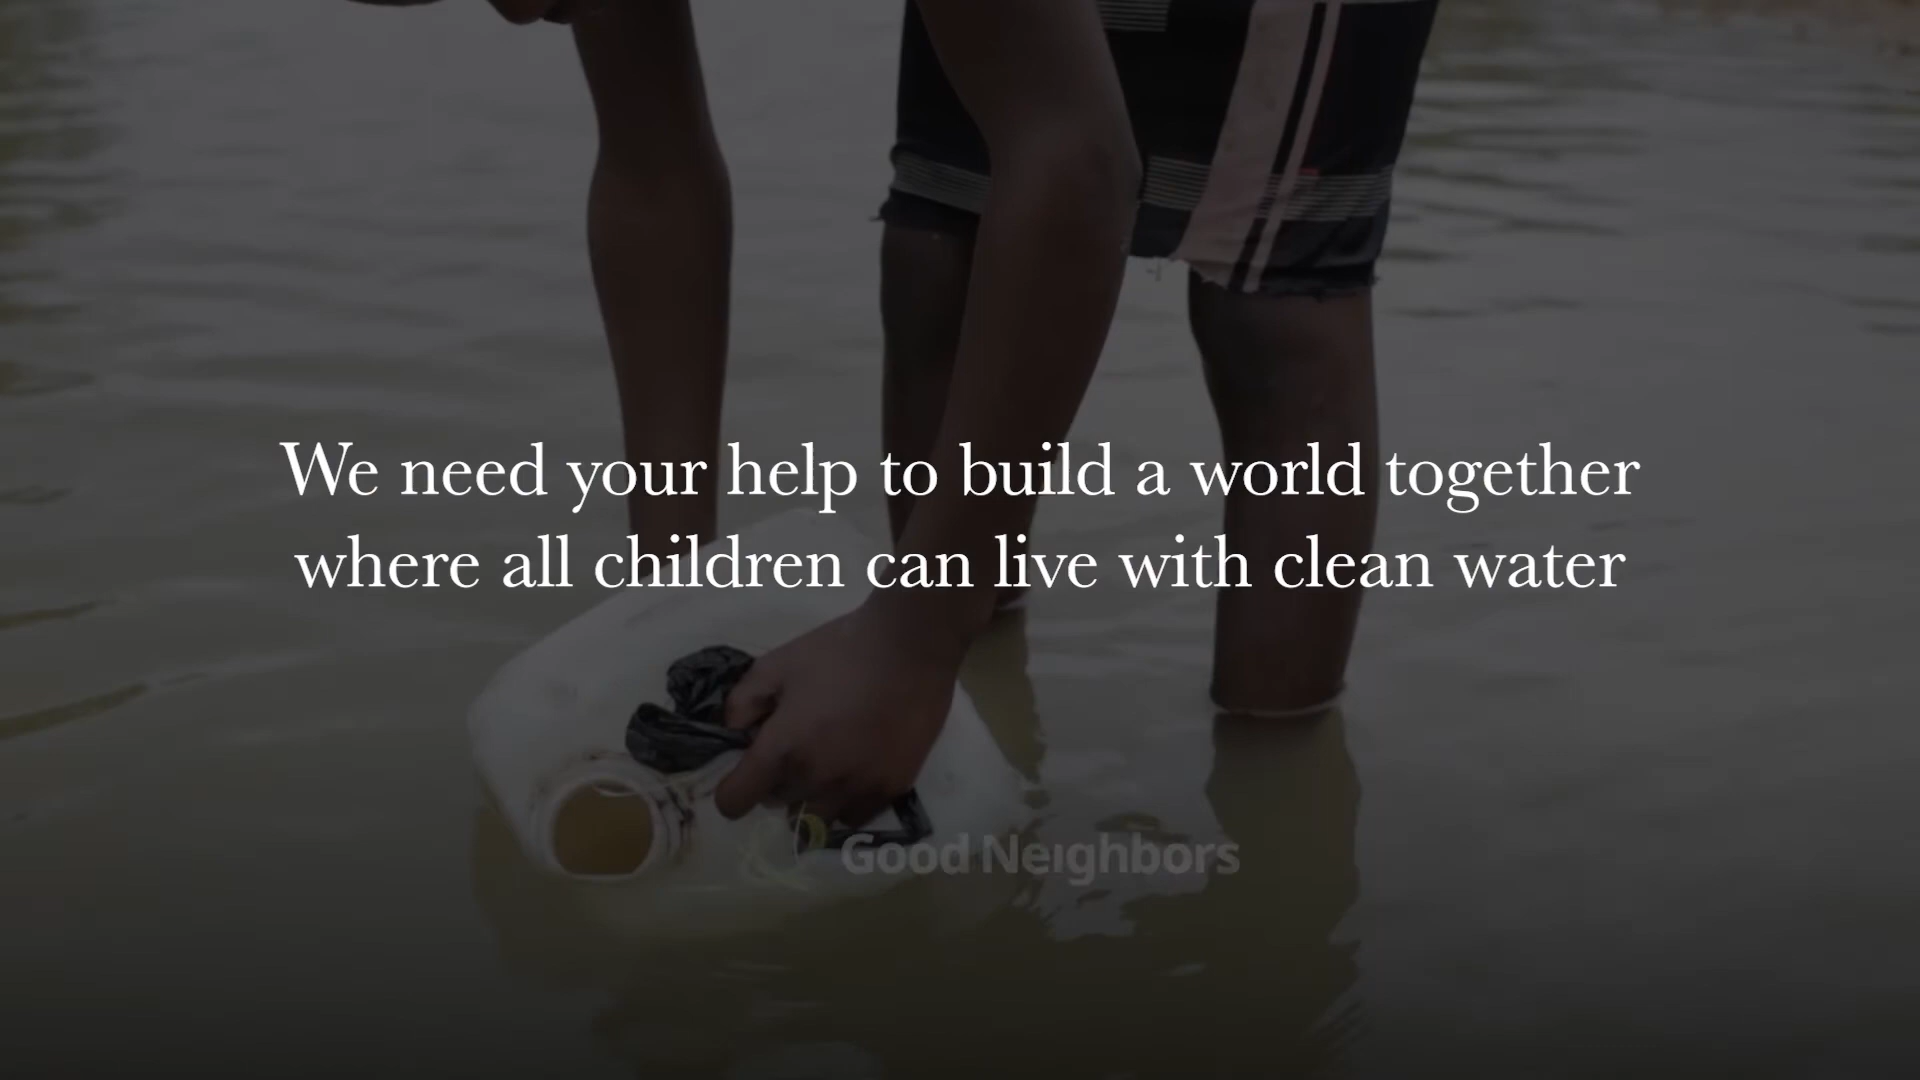 We need your help to build a world together
where all children can live with clean water
Good Neighbors